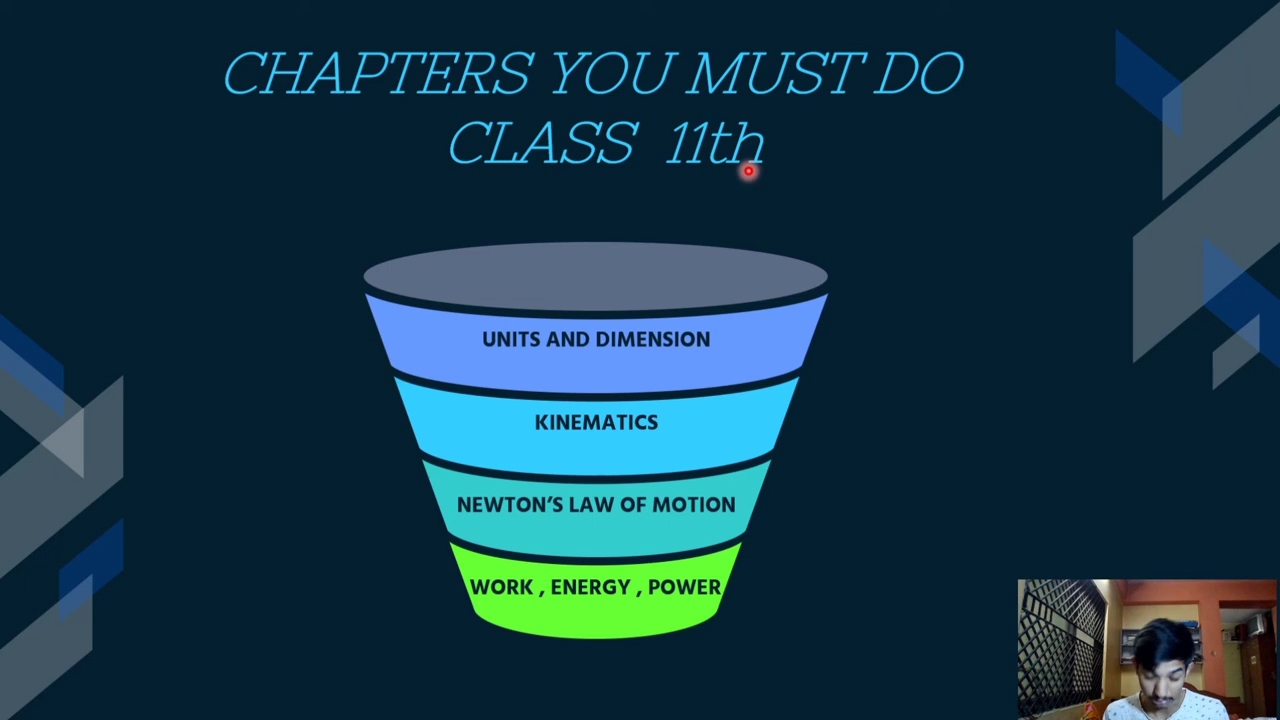 CHAPTERS YOU MUST DO
CLASS 11th
UNITS AND DIMENSION
KINEMATICS
NEWTON'S LAW OF MOTION
WORK , ENERGY , POWER